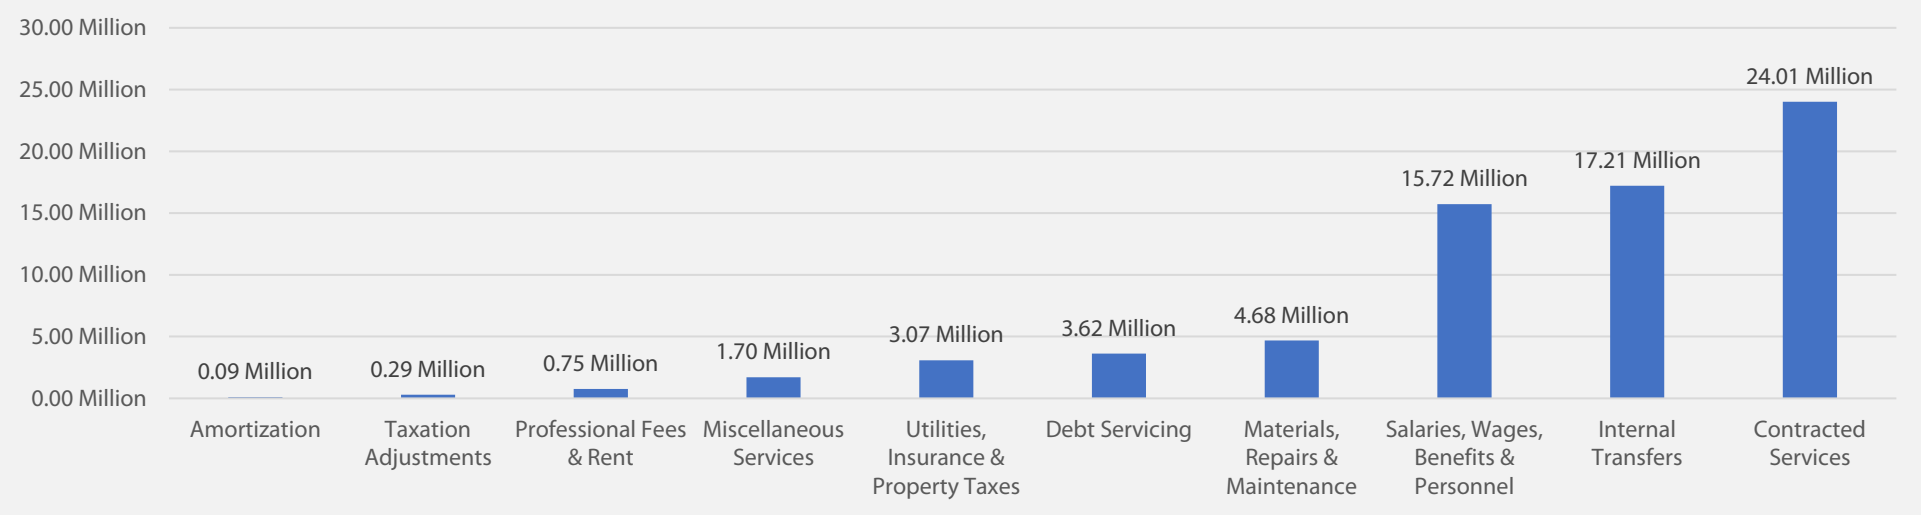 30.00 Million
25.00 Million
20.00 Million
15.00 Million
10.00 Million
5.00 Million
0.00 Million
0.09 Million
0.29 Million
0.75 Million
1.70 Million
3.07 Million
3.62 Million
4.68 Million
15.72 Million
17.21 Million
24.01 Million
Amortization
Taxation
Adjustments
Professional Fees
& Rent
Miscellaneous
Services
Utilities,
Insurance &
Property Taxes
Debt Servicing
Materials,
Repairs &
Maintenance
Salaries, Wages,
Benefits &
Personnel
Internal
Transfers
Contracted
Services